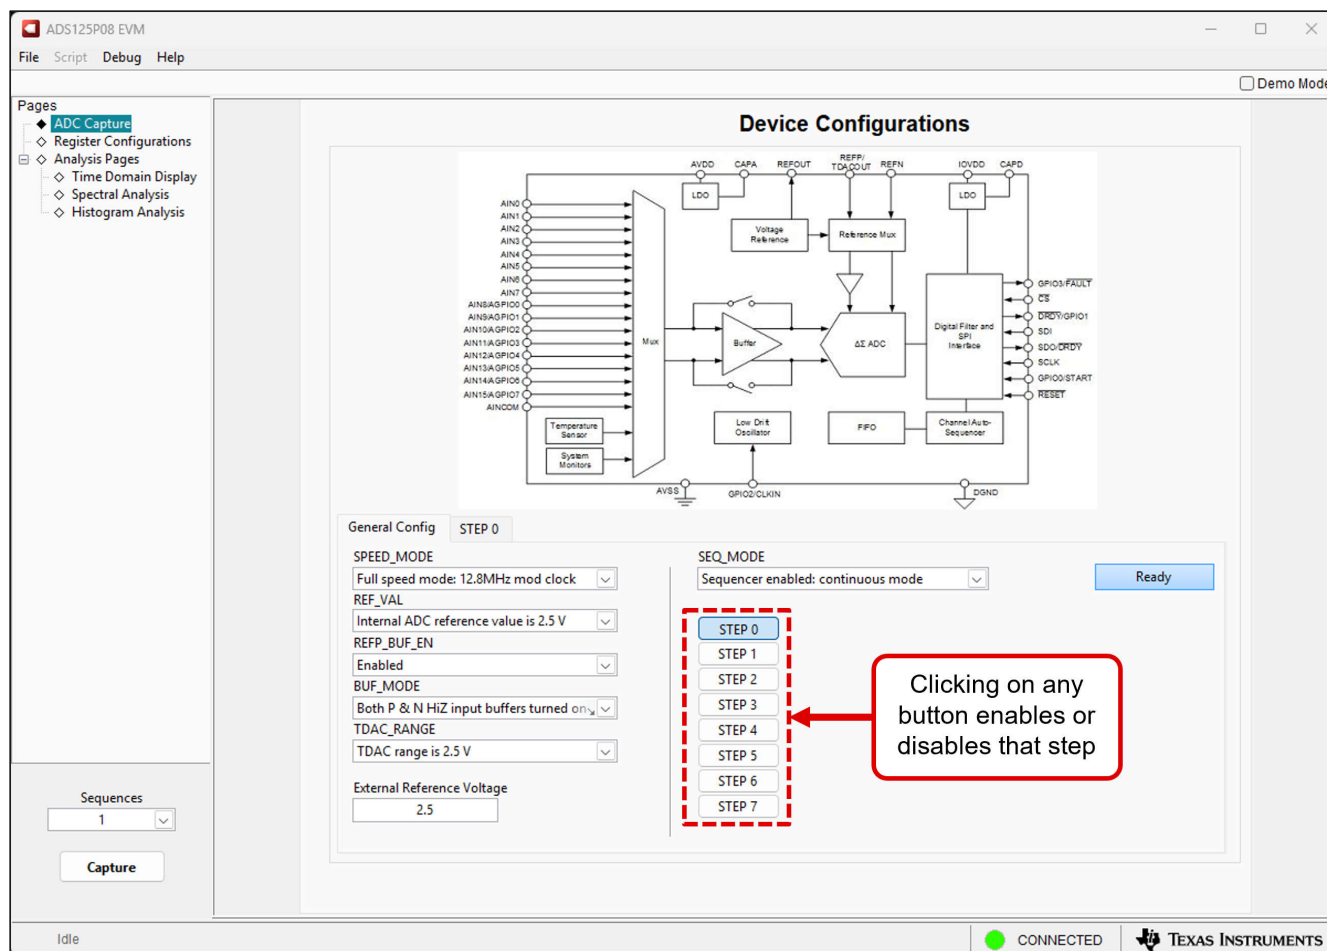 ADS125P08 EVM
File Script Debug Help
Demo Mode
Pages
ADC Capture
Register Configurations
Analysis Pages
Time Domain Display
Spectral Analysis
Histogram Analysis
Sequences
1
Capture
Device Configurations
AVDD CAPA REFOUT REFP/TDACOUT REFN IOVDD CAPD
LDO
LDO
Voltage Reference
Reference Mux
AIN0
AIN1
AIN2
AIN3
AIN4
AIN5
AIN6
AIN7
AIN8/AGPIO0
AIN9/AGPIO1
AIN10/AGPIO2
AIN11/AGPIO3
AIN12/AGPIO4
AIN13/AGPIO5
AIN14/AGPIO6
AIN15/AGPIO7
AINCOM
Mux
Buffer
ΔΣ ADC
Digital Filter and
SPI
Interface
GPIO3/FAULT
CS
DRDY/GPIO1
SDI
SDO/DRDY
SCLK
GPIO0/START
RESET
Temperature
Sensor
System
Monitors
Low Drift
Oscillator
FIFO
Channel Auto-
Sequencer
AVSS
GPIO2/CLKIN
DGND
General Config STEP 0
SPEED_MODE
Full speed mode: 12.8MHz mod clock
REF_VAL
Internal ADC reference value is 2.5 V
REFP_BUF_EN
Enabled
BUF_MODE
Both P & N HiZ input buffers turned on
TDAC_RANGE
TDAC range is 2.5 V
External Reference Voltage
2.5
SEQ_MODE
Sequencer enabled: continuous mode
Ready
STEP 0
STEP 1
STEP 2
STEP 3
STEP 4
STEP 5
STEP 6
STEP 7
Clicking on any
button enables or
disables that step
Idle
CONNECTED
TEXAS INSTRUMENTS